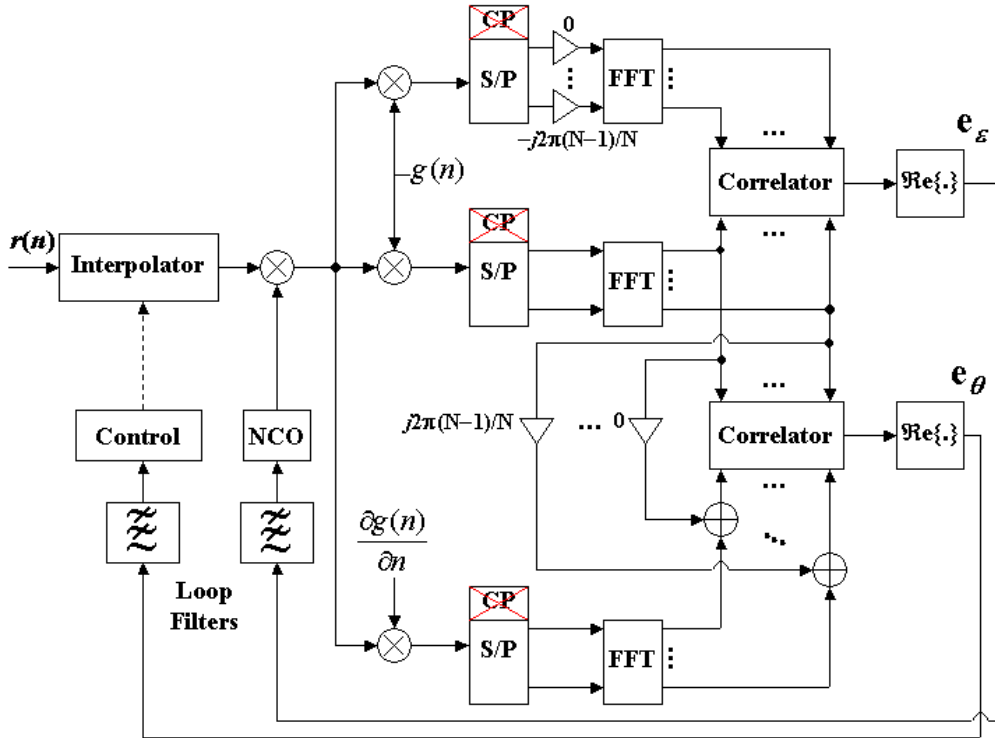 CP
S/P
0
⋮
−j2π(N−1)/N
FFT
⋮
...
Correlator
...
ℜe{.}
e_ε
g(n)
r(n)
Interpolator
CP
S/P
FFT
⋮
Control
NCO
j2π(N−1)/N
...
0
...
Correlator
...
ℜe{.}
e_θ
Loop
Filters
∂g(n)
∂n
⋱
CP
S/P
FFT
⋮